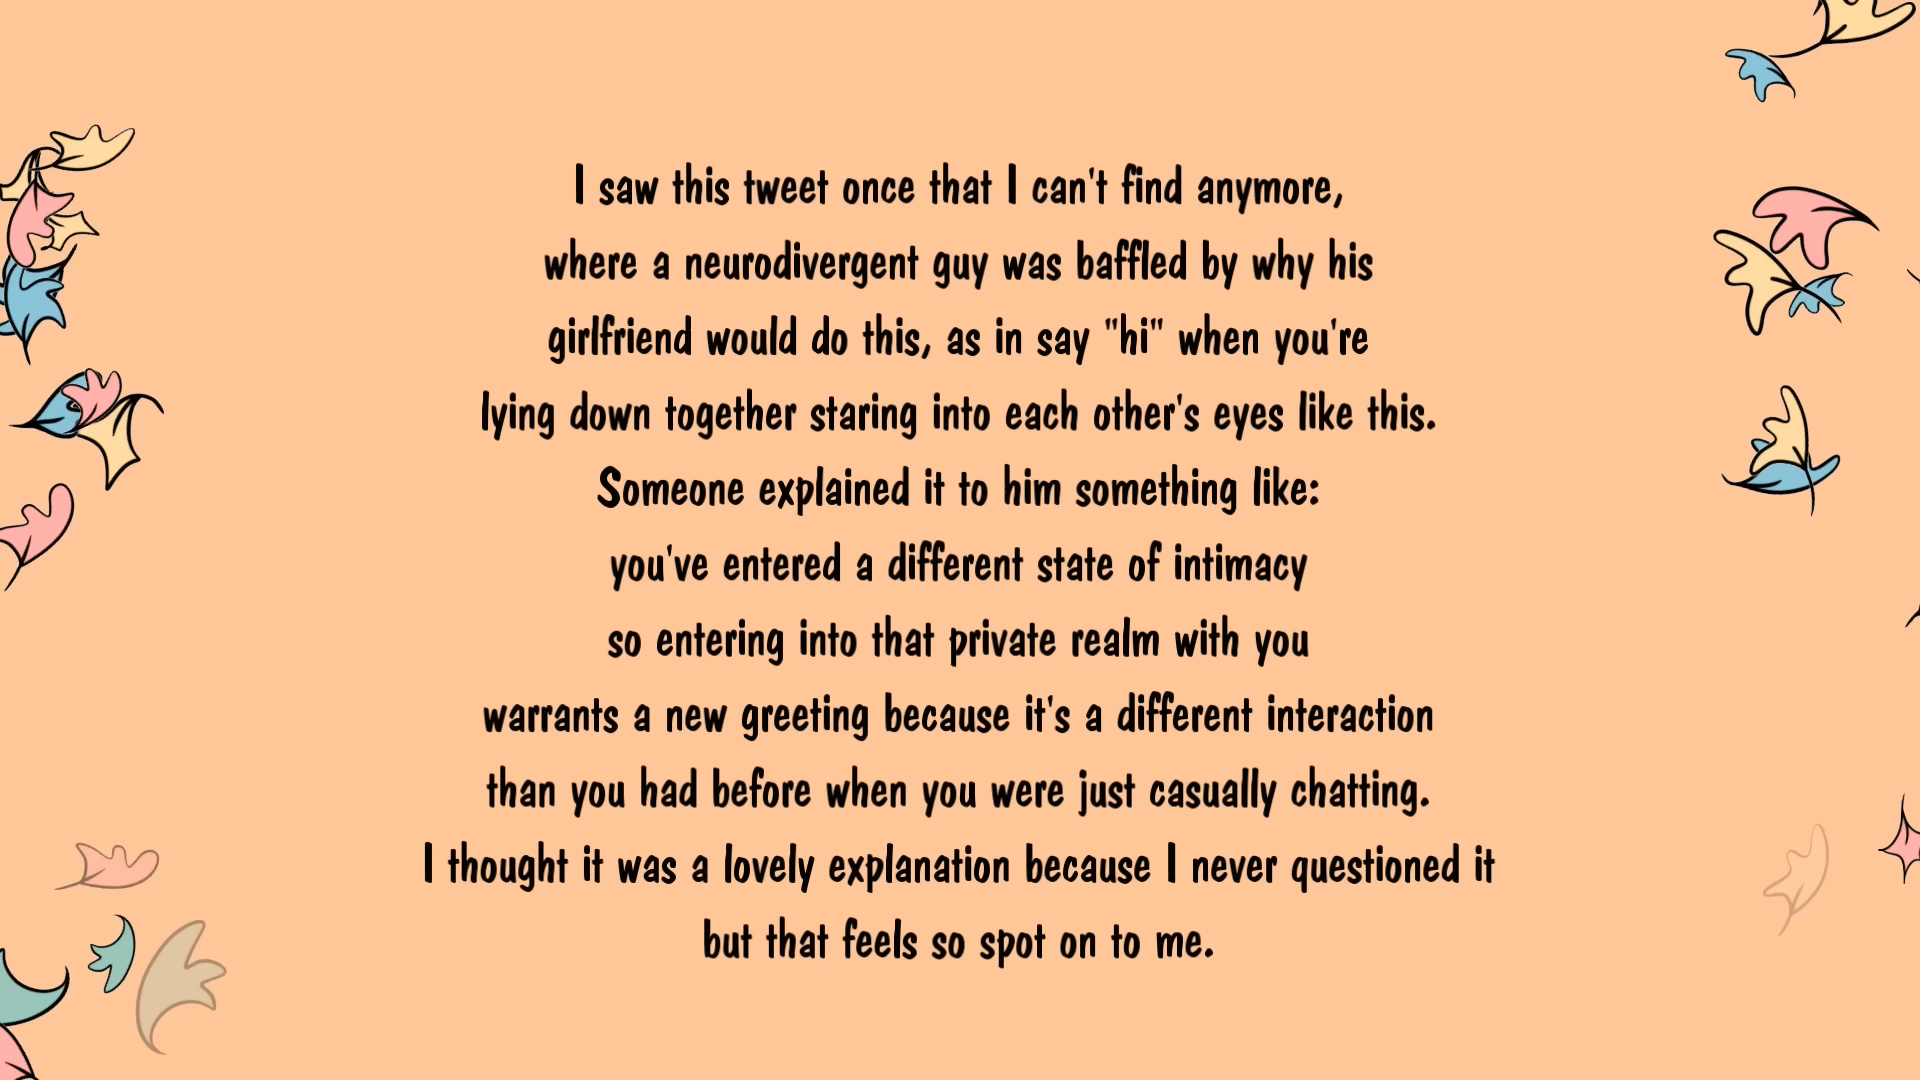 I saw this tweet once that I can't find anymore,
where a neurodivergent guy was baffled by why his
girlfriend would do this, as in say "hi" when you're
lying down together staring into each other's eyes like this.
Someone explained it to him something like:
you've entered a different state of intimacy
so entering into that private realm with you
warrants a new greeting because it's a different interaction
than you had before when you were just casually chatting.
I thought it was a lovely explanation because I never questioned it
but that feels so spot on to me.